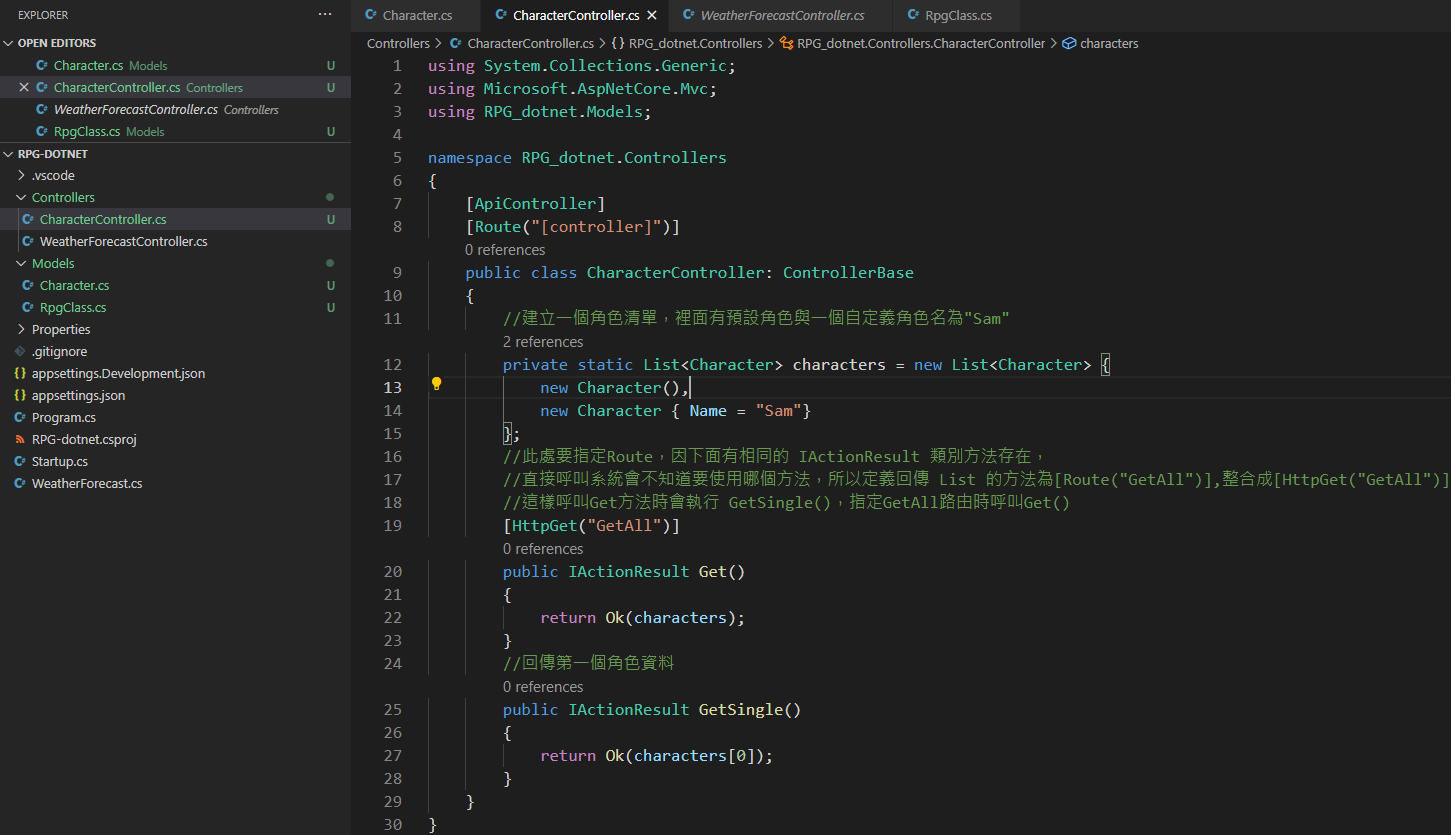 EXPLORER
OPEN EDITORS
Character.cs Models U
CharacterController.cs Controllers U
WeatherForecastController.cs Controllers
RpgClass.cs Models U
RPG-DOTNET
.vscode
Controllers
CharacterController.cs U
WeatherForecastController.cs
Models
Character.cs U
RpgClass.cs U
Properties
.gitignore
appsettings.Development.json
appsettings.json
Program.cs
RPG-dotnet.csproj
Startup.cs
WeatherForecast.cs
Character.cs CharacterController.cs WeatherForecastController.cs RpgClass.cs
Controllers > CharacterController.cs > {} RPG_dotnet.Controllers > RPG_dotnet.Controllers.CharacterController > characters
1 using System.Collections.Generic;
2 using Microsoft.AspNetCore.Mvc;
3 using RPG_dotnet.Models;
4
5 namespace RPG_dotnet.Controllers
6 {
7 [ApiController]
8 [Route("[controller]")]
0 references
9 public class CharacterController: ControllerBase
10 {
11 //建立一個角色清單，裡面有預設角色與一個自定義角色名為"Sam"
2 references
12 private static List<Character> characters = new List<Character> {
13 new Character(),
14 new Character { Name = "Sam"}
15 };
16 //此處要指定Route，因下面有相同的 IActionResult 類別方法存在，
17 //直接呼叫系統會不知道要使用哪個方法，所以定義回傳 List 的方法為[Route("GetAll")],整合成[HttpGet("GetAll")]
18 //這樣呼叫Get方法時會執行 GetSingle()，指定GetAll路由時呼叫Get()
19 [HttpGet("GetAll")]
0 references
20 public IActionResult Get()
21 {
22 return Ok(characters);
23 }
24 //回傳第一個角色資料
0 references
25 public IActionResult GetSingle()
26 {
27 return Ok(characters[0]);
28 }
29 }
30 }